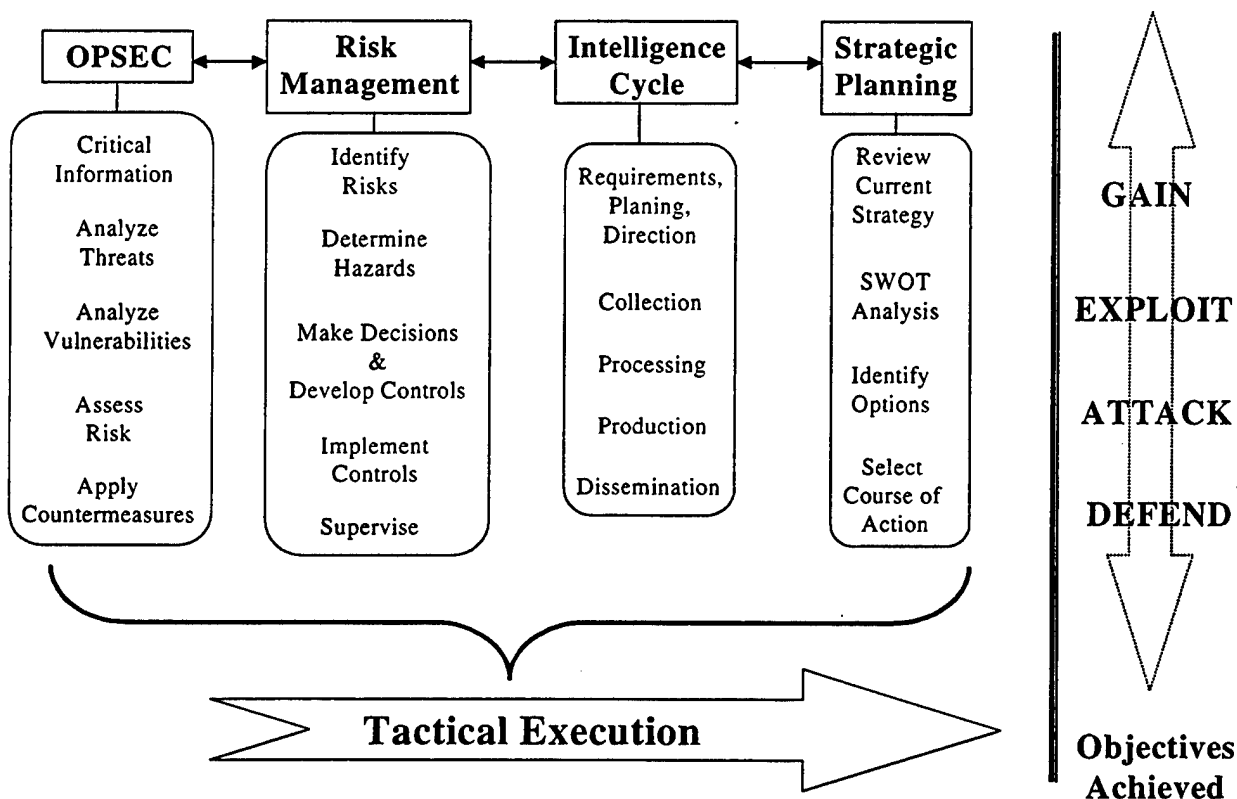 OPSEC
Risk
Management
Intelligence
Cycle
Strategic
Planning
Critical
Information
Analyze
Threats
Analyze
Vulnerabilities
Assess
Risk
Apply
Countermeasures
Identify
Risks
Determine
Hazards
Make Decisions
&
Develop Controls
Implement
Controls
Supervise
Requirements,
Planing,
Direction
Collection
Processing
Production
Dissemination
Review
Current
Strategy
SWOT
Analysis
Identify
Options
Select
Course of
Action
GAIN
EXPLOIT
ATTACK
DEFEND
Tactical Execution
Objectives
Achieved